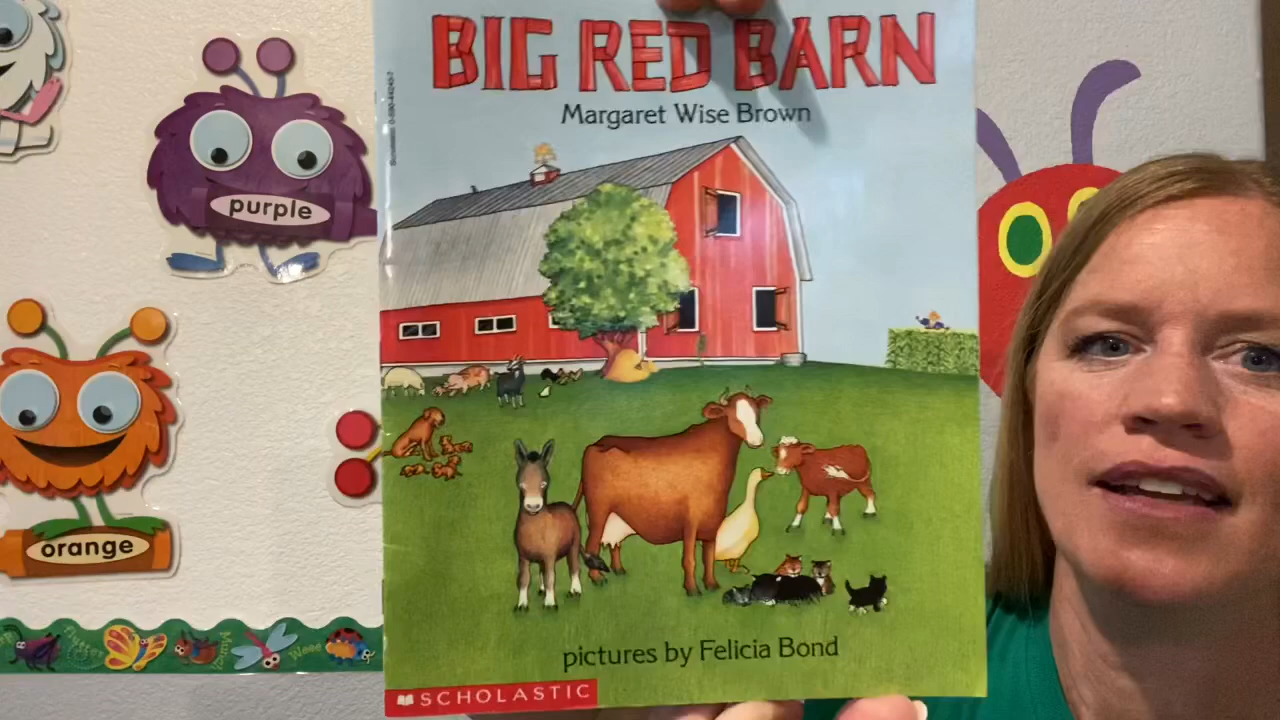 BIG RED BARN
Margaret Wise Brown
purple
orange
pictures by Felicia Bond
SCHOLASTIC